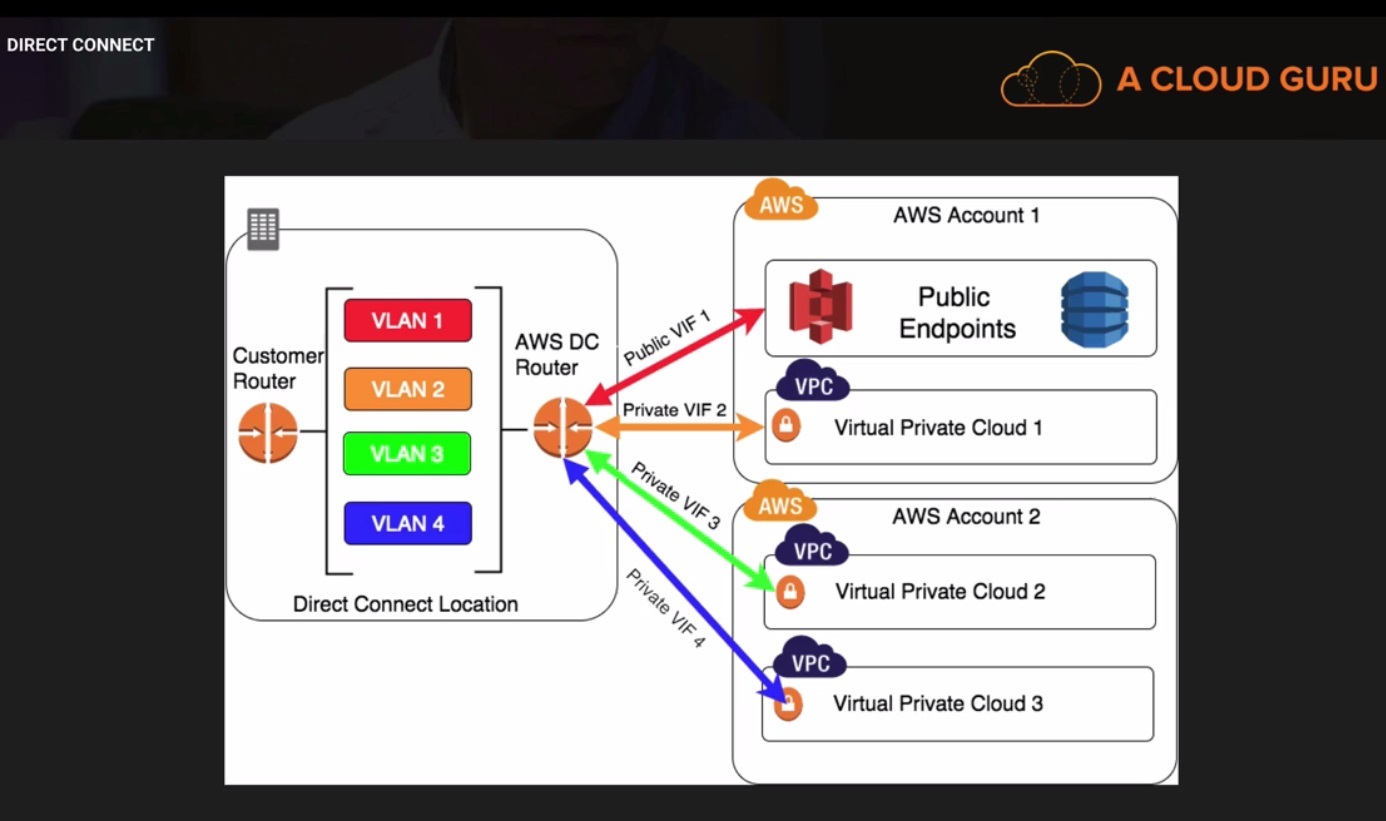 DIRECT CONNECT
A CLOUD GURU
AWS
AWS Account 1
Public
Endpoints
VPC
Virtual Private Cloud 1
Customer
Router
VLAN 1
VLAN 2
VLAN 3
VLAN 4
AWS DC
Router
Direct Connect Location
Public VIF 1
Private VIF 2
Private VIF 3
Private VIF 4
AWS
AWS Account 2
VPC
Virtual Private Cloud 2
VPC
Virtual Private Cloud 3